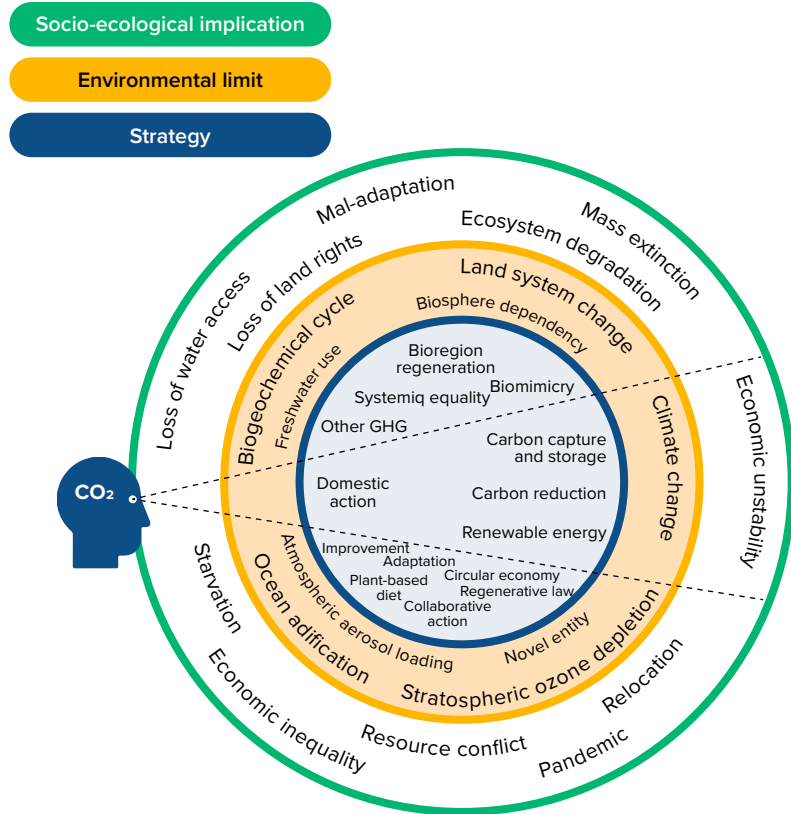 Socio-ecological implication
Environmental limit
Strategy
Mal-adaptation
Mass extinction
Ecosystem degradation
Loss of land rights
Loss of water access
Land system change
Biosphere dependency
Biogeochemical cycle
Freshwater use
Bioregion
regeneration
Biomimicry
Systemiq equality
Other GHG
Carbon capture
and storage
Climate change
Economic unstability
CO₂
Domestic
action
Carbon reduction
Renewable energy
Improvement
Adaptation
Plant-based
diet
Circular economy
Regenerative law
Collaborative
action
Starvation
Ocean adification
Atmospheric aerosol loading
Novel entity
Stratospheric ozone depletion
Relocation
Economic inequality
Resource conflict
Pandemic